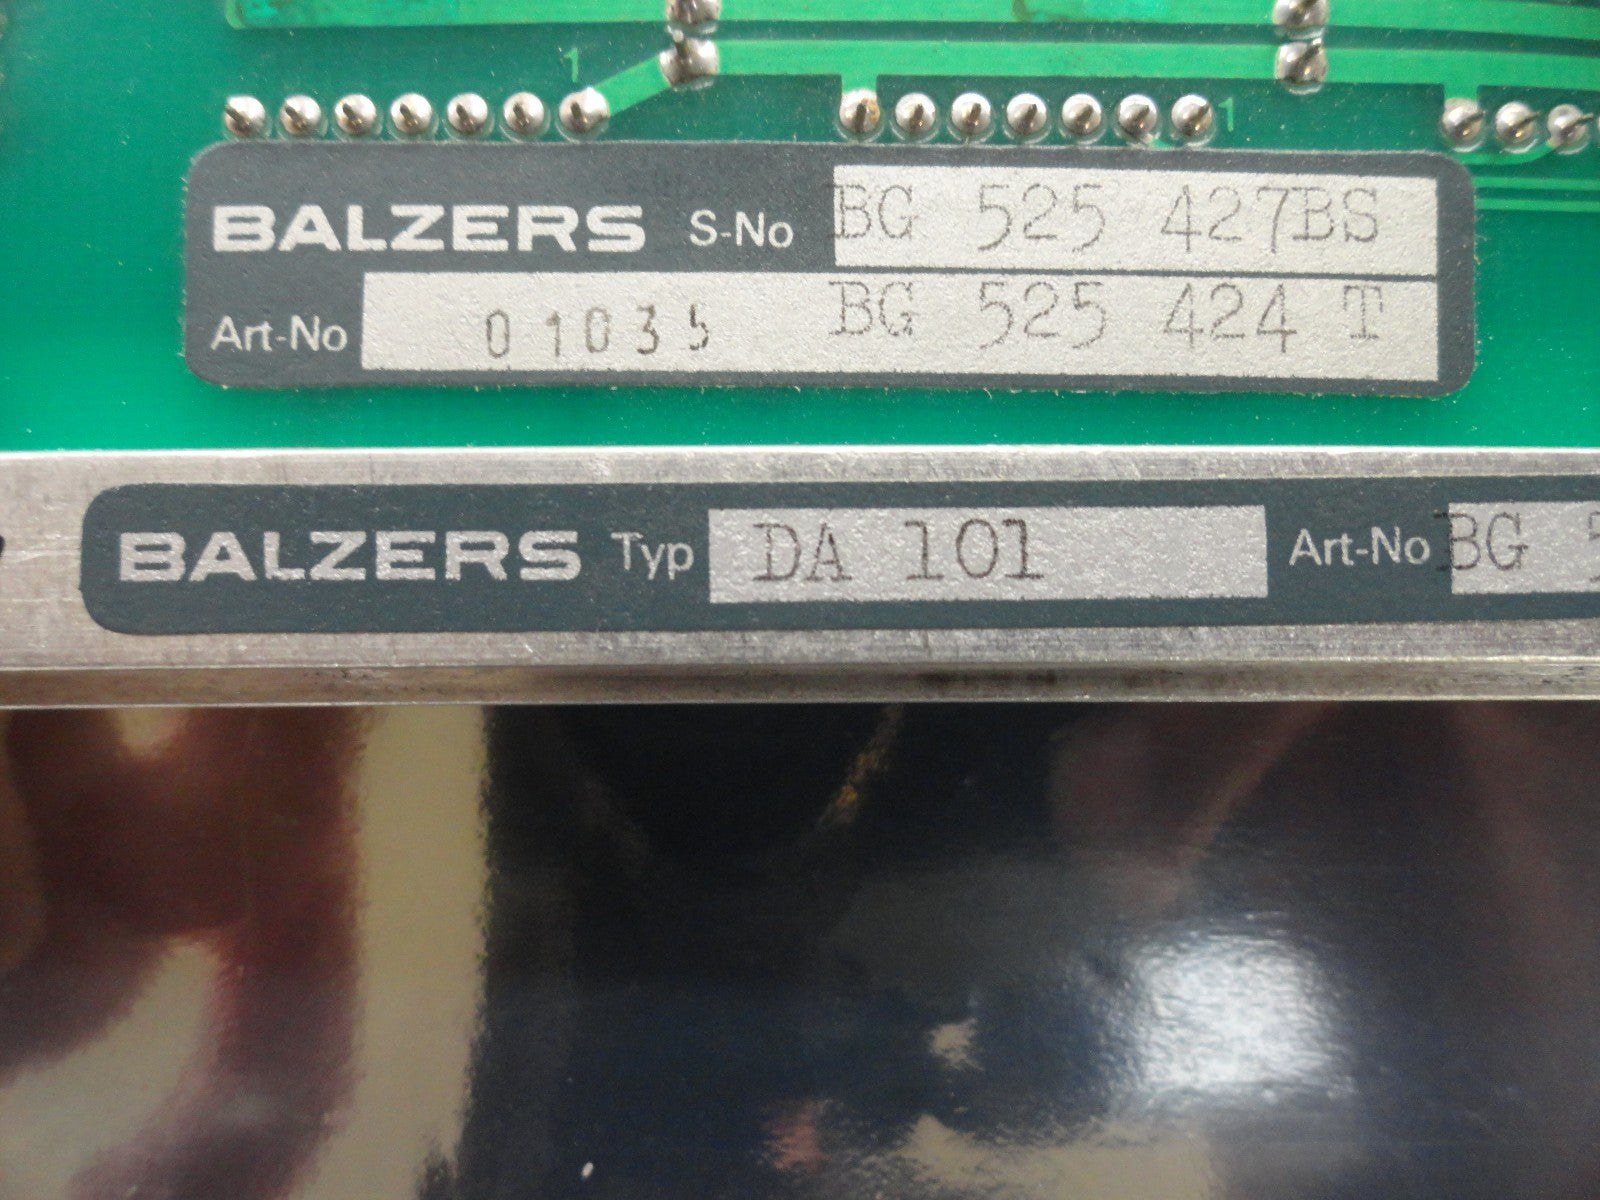 1
1
BALZERS S-No BG 525 427BS
Art-No 01035 BG 525 424 T
BALZERS Typ DA 101 Art-No BG